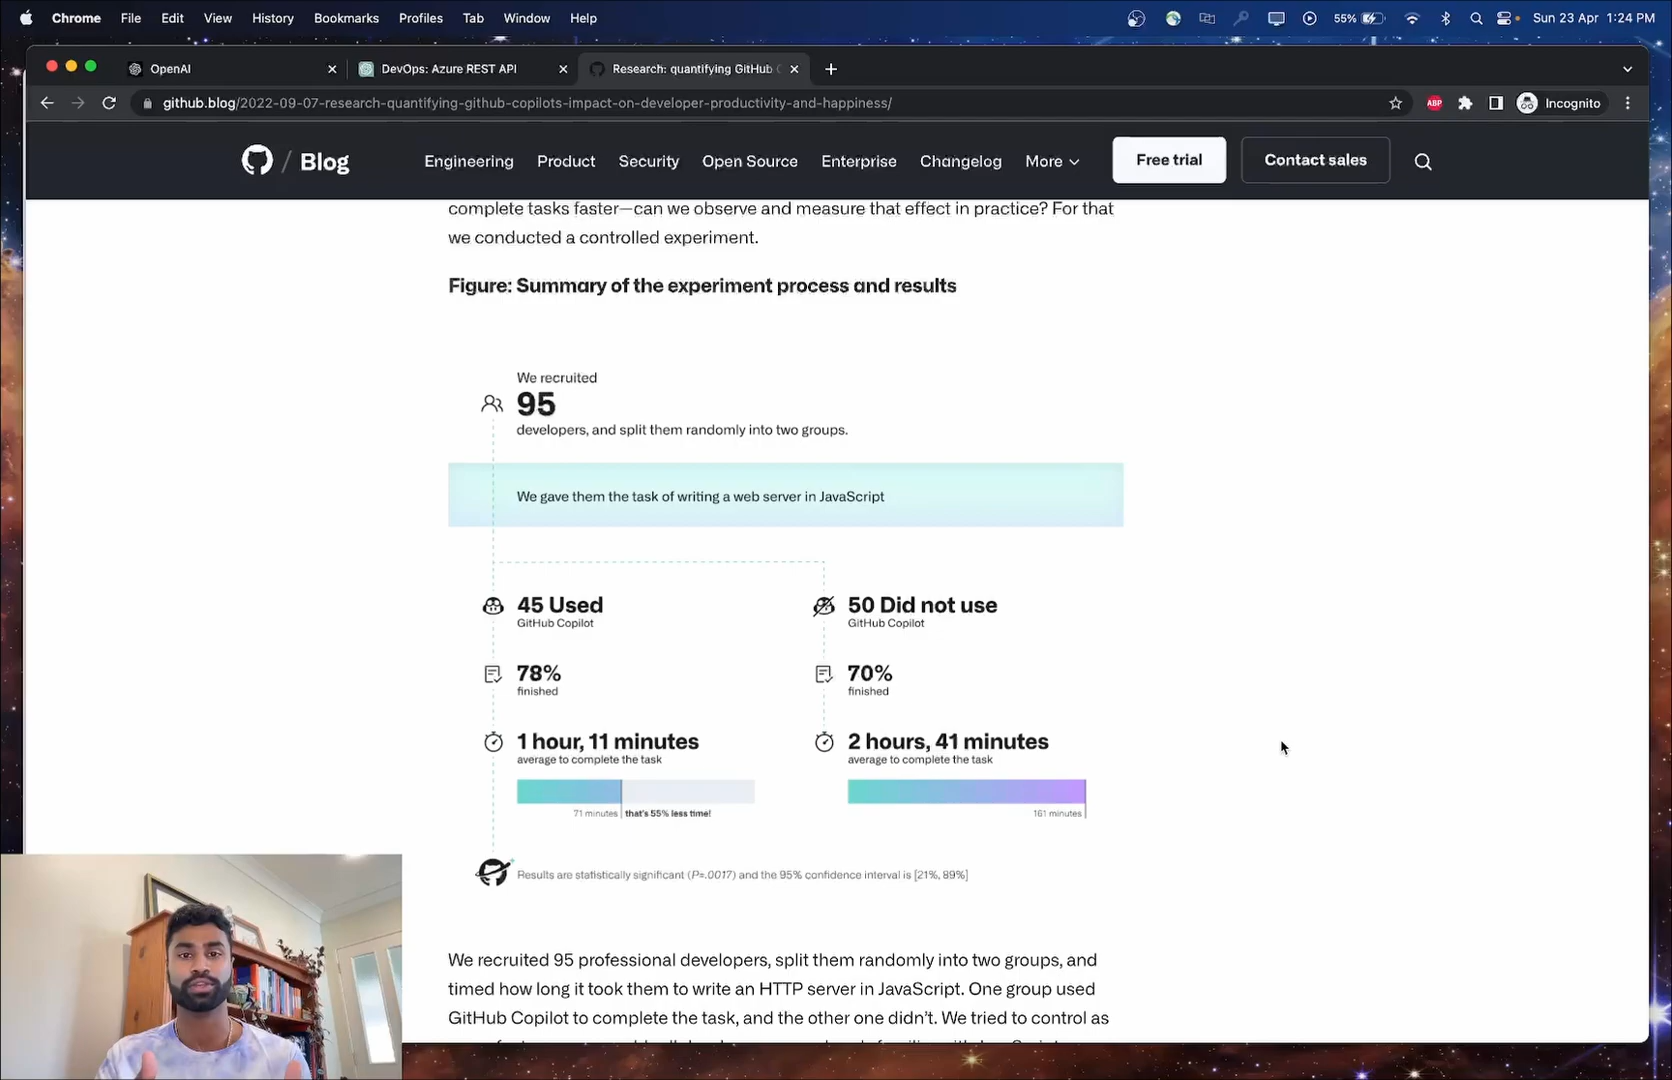 Chrome File Edit View History Bookmarks Profiles Tab Window Help 55% Sun 23 Apr 1:24 PM
OpenAI DevOps: Azure REST API Research: quantifying GitHub
github.blog/2022-09-07-research-quantifying-github-copilots-impact-on-developer-productivity-and-happiness/ ABP Incognito
/ Blog Engineering Product Security Open Source Enterprise Changelog More Free trial Contact sales
complete tasks faster—can we observe and measure that effect in practice? For that
we conducted a controlled experiment.
Figure: Summary of the experiment process and results
We recruited
95
developers, and split them randomly into two groups.
We gave them the task of writing a web server in JavaScript
45 Used
GitHub Copilot
78%
finished
1 hour, 11 minutes
average to complete the task
71 minutes that's 55% less time!
50 Did not use
GitHub Copilot
70%
finished
2 hours, 41 minutes
average to complete the task
161 minutes
Results are statistically significant (P=.0017) and the 95% confidence interval is [21%, 89%]
We recruited 95 professional developers, split them randomly into two groups, and
timed how long it took them to write an HTTP server in JavaScript. One group used
GitHub Copilot to complete the task, and the other one didn't. We tried to control as